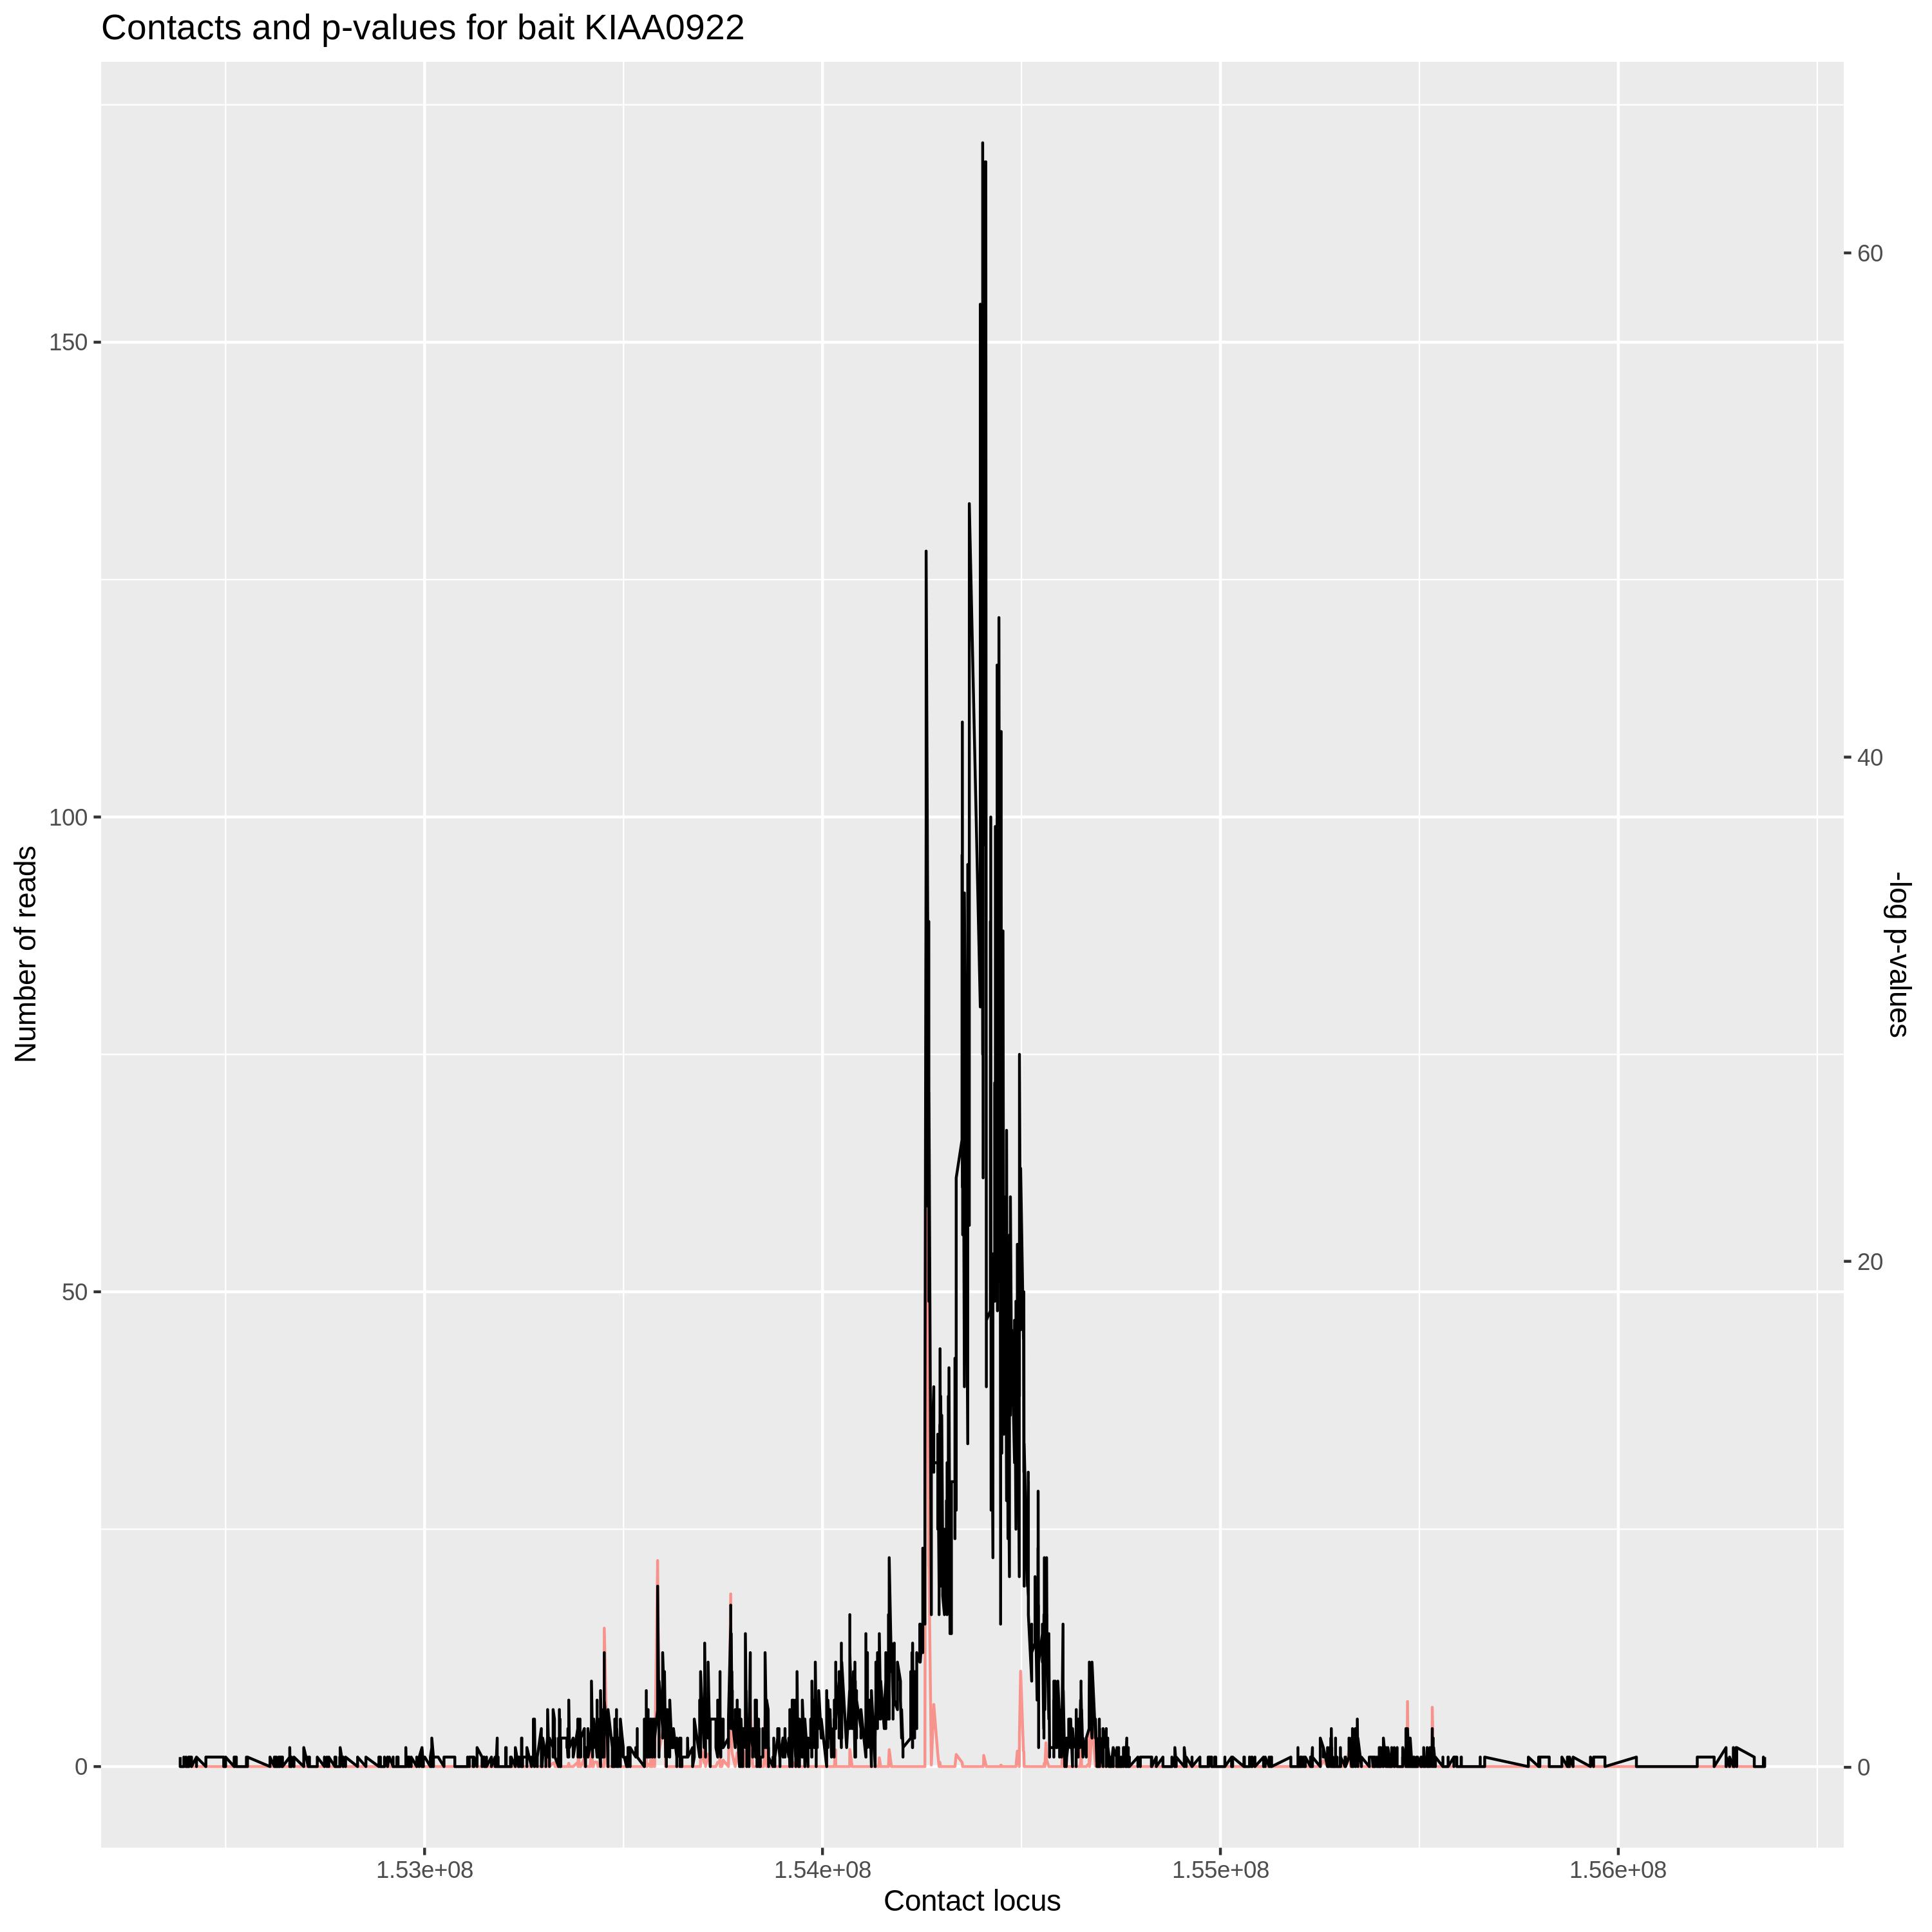 Contacts and p-values for bait KIAA0922
150
100
50
0
60
40
20
0
Number of reads
-log p-values
1.53e+08
1.54e+08
1.55e+08
1.56e+08
Contact locus